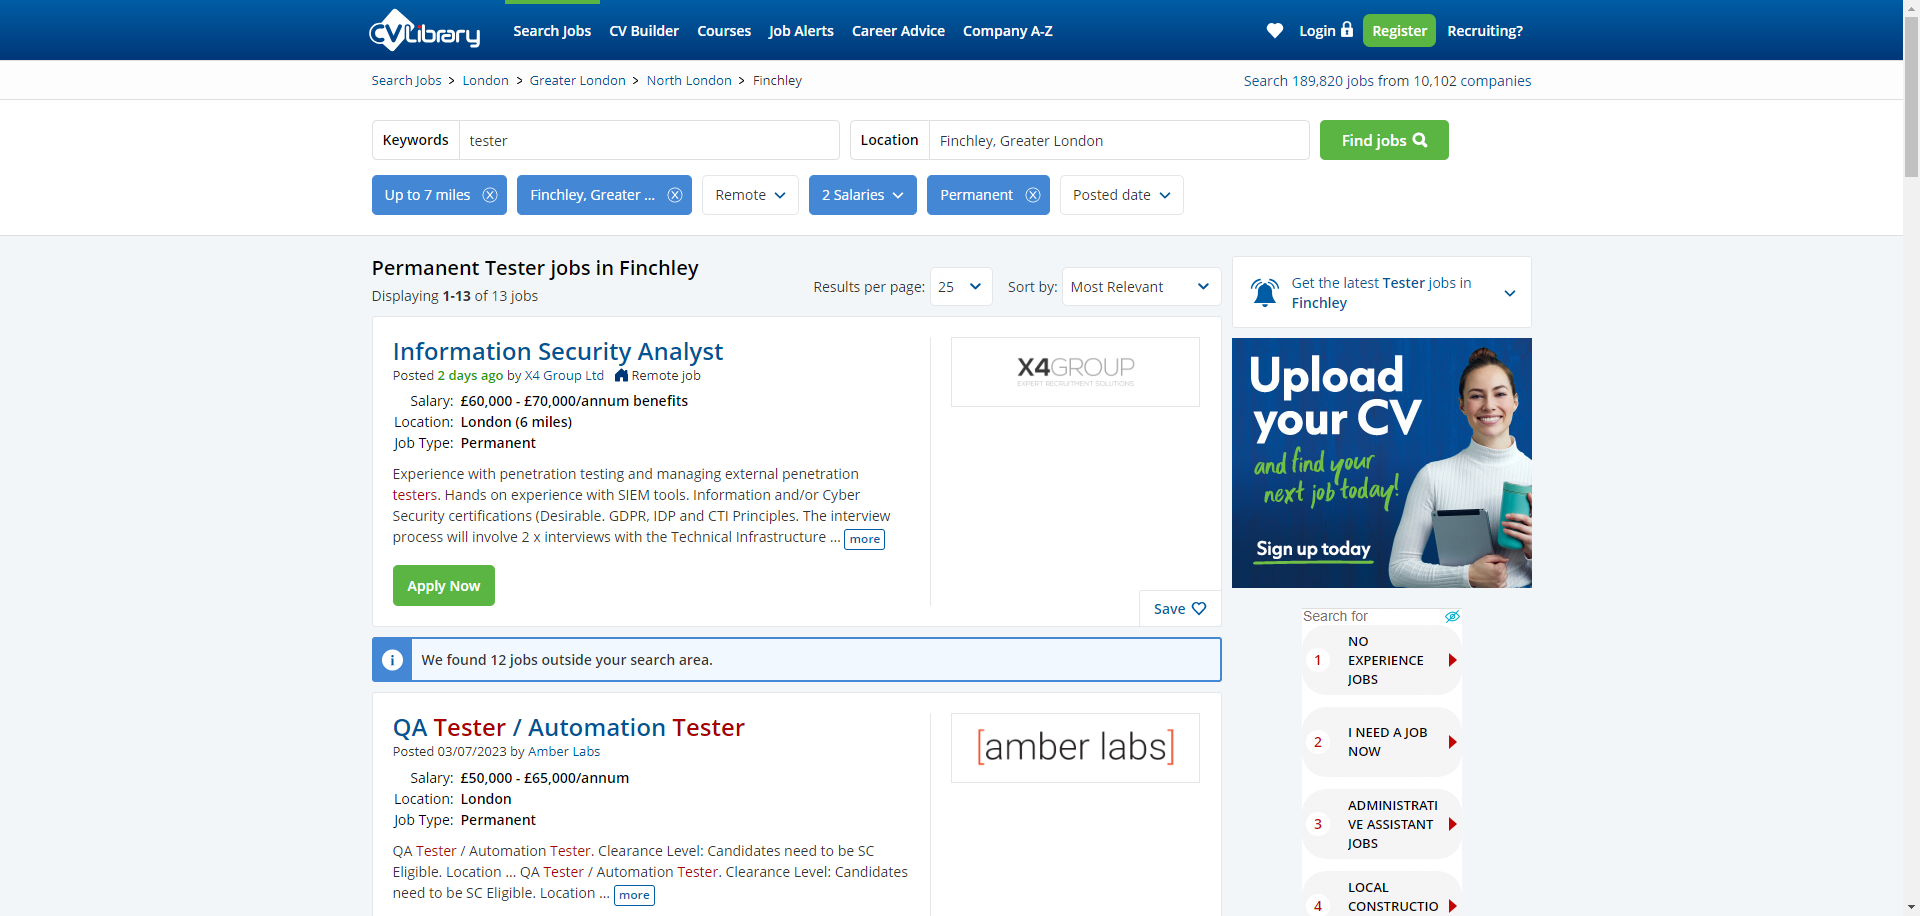 CVLibrary
Search Jobs CV Builder Courses Job Alerts Career Advice Company A-Z
Login Register Recruiting?
Search Jobs > London > Greater London > North London > Finchley
Search 189,820 jobs from 10,102 companies
Keywords tester
Location Finchley, Greater London
Find jobs
Up to 7 miles Finchley, Greater ... Remote 2 Salaries Permanent Posted date
Permanent Tester jobs in Finchley
Displaying 1-13 of 13 jobs
Results per page: 25 Sort by: Most Relevant
Information Security Analyst
Posted 2 days ago by X4 Group Ltd Remote job
Salary: £60,000 - £70,000/annum benefits
Location: London (6 miles)
Job Type: Permanent
Experience with penetration testing and managing external penetration
testers. Hands on experience with SIEM tools. Information and/or Cyber
Security certifications (Desirable. GDPR, IDP and CTI Principles. The interview
process will involve 2 x interviews with the Technical Infrastructure ... more
Apply Now
X4GROUP
EXPERT RECRUITMENT SOLUTIONS
Save
We found 12 jobs outside your search area.
QA Tester / Automation Tester
Posted 03/07/2023 by Amber Labs
Salary: £50,000 - £65,000/annum
Location: London
Job Type: Permanent
QA Tester / Automation Tester. Clearance Level: Candidates need to be SC
Eligible. Location ... QA Tester / Automation Tester. Clearance Level: Candidates
need to be SC Eligible. Location ... more
[amber labs]
Get the latest Tester jobs in
Finchley
Upload
your CV
and find your
next job today!
Sign up today
Search for
1 NO
EXPERIENCE
JOBS
2 I NEED A JOB
NOW
3 ADMINISTRATI
VE ASSISTANT
JOBS
4 LOCAL
CONSTRUCTIO